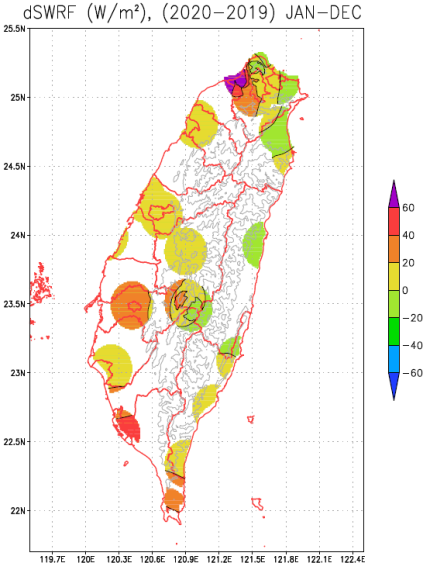 dSWRF (W/m²), (2020−2019) JAN−DEC
25.5N
25N
24.5N
24N
23.5N
23N
22.5N
22N
60
40
20
0
−20
−40
−60
119.7E 120E 120.3E 120.6E 120.9E 121.2E 121.5E 121.8E 122.1E 122.4E